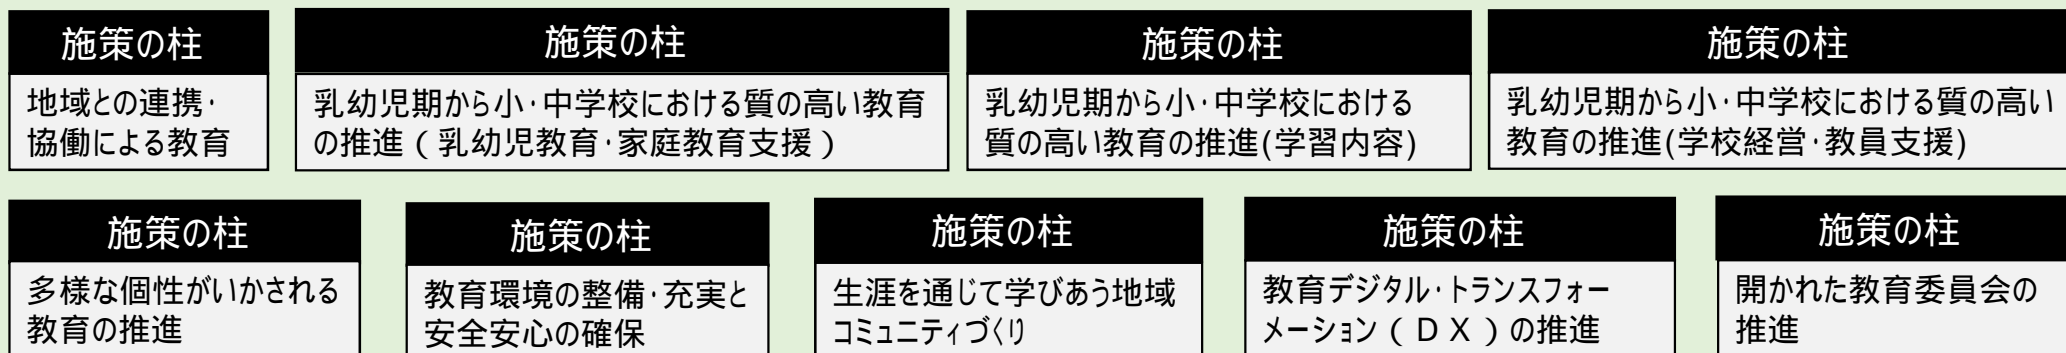 施策の柱
地域との連携・
協働による教育
施策の柱
乳幼児期から小・中学校における質の高い教育
の推進（乳幼児教育・家庭教育支援）
施策の柱
乳幼児期から小・中学校における
質の高い教育の推進(学習内容)
施策の柱
乳幼児期から小・中学校における質の高い
教育の推進(学校経営・教員支援)
施策の柱
多様な個性がいかされる
教育の推進
施策の柱
教育環境の整備・充実と
安全安心の確保
施策の柱
生涯を通じて学びあう地域
コミュニティづくり
施策の柱
教育デジタル・トランスフォー
メーション（ＤＸ）の推進
施策の柱
開かれた教育委員会の
推進